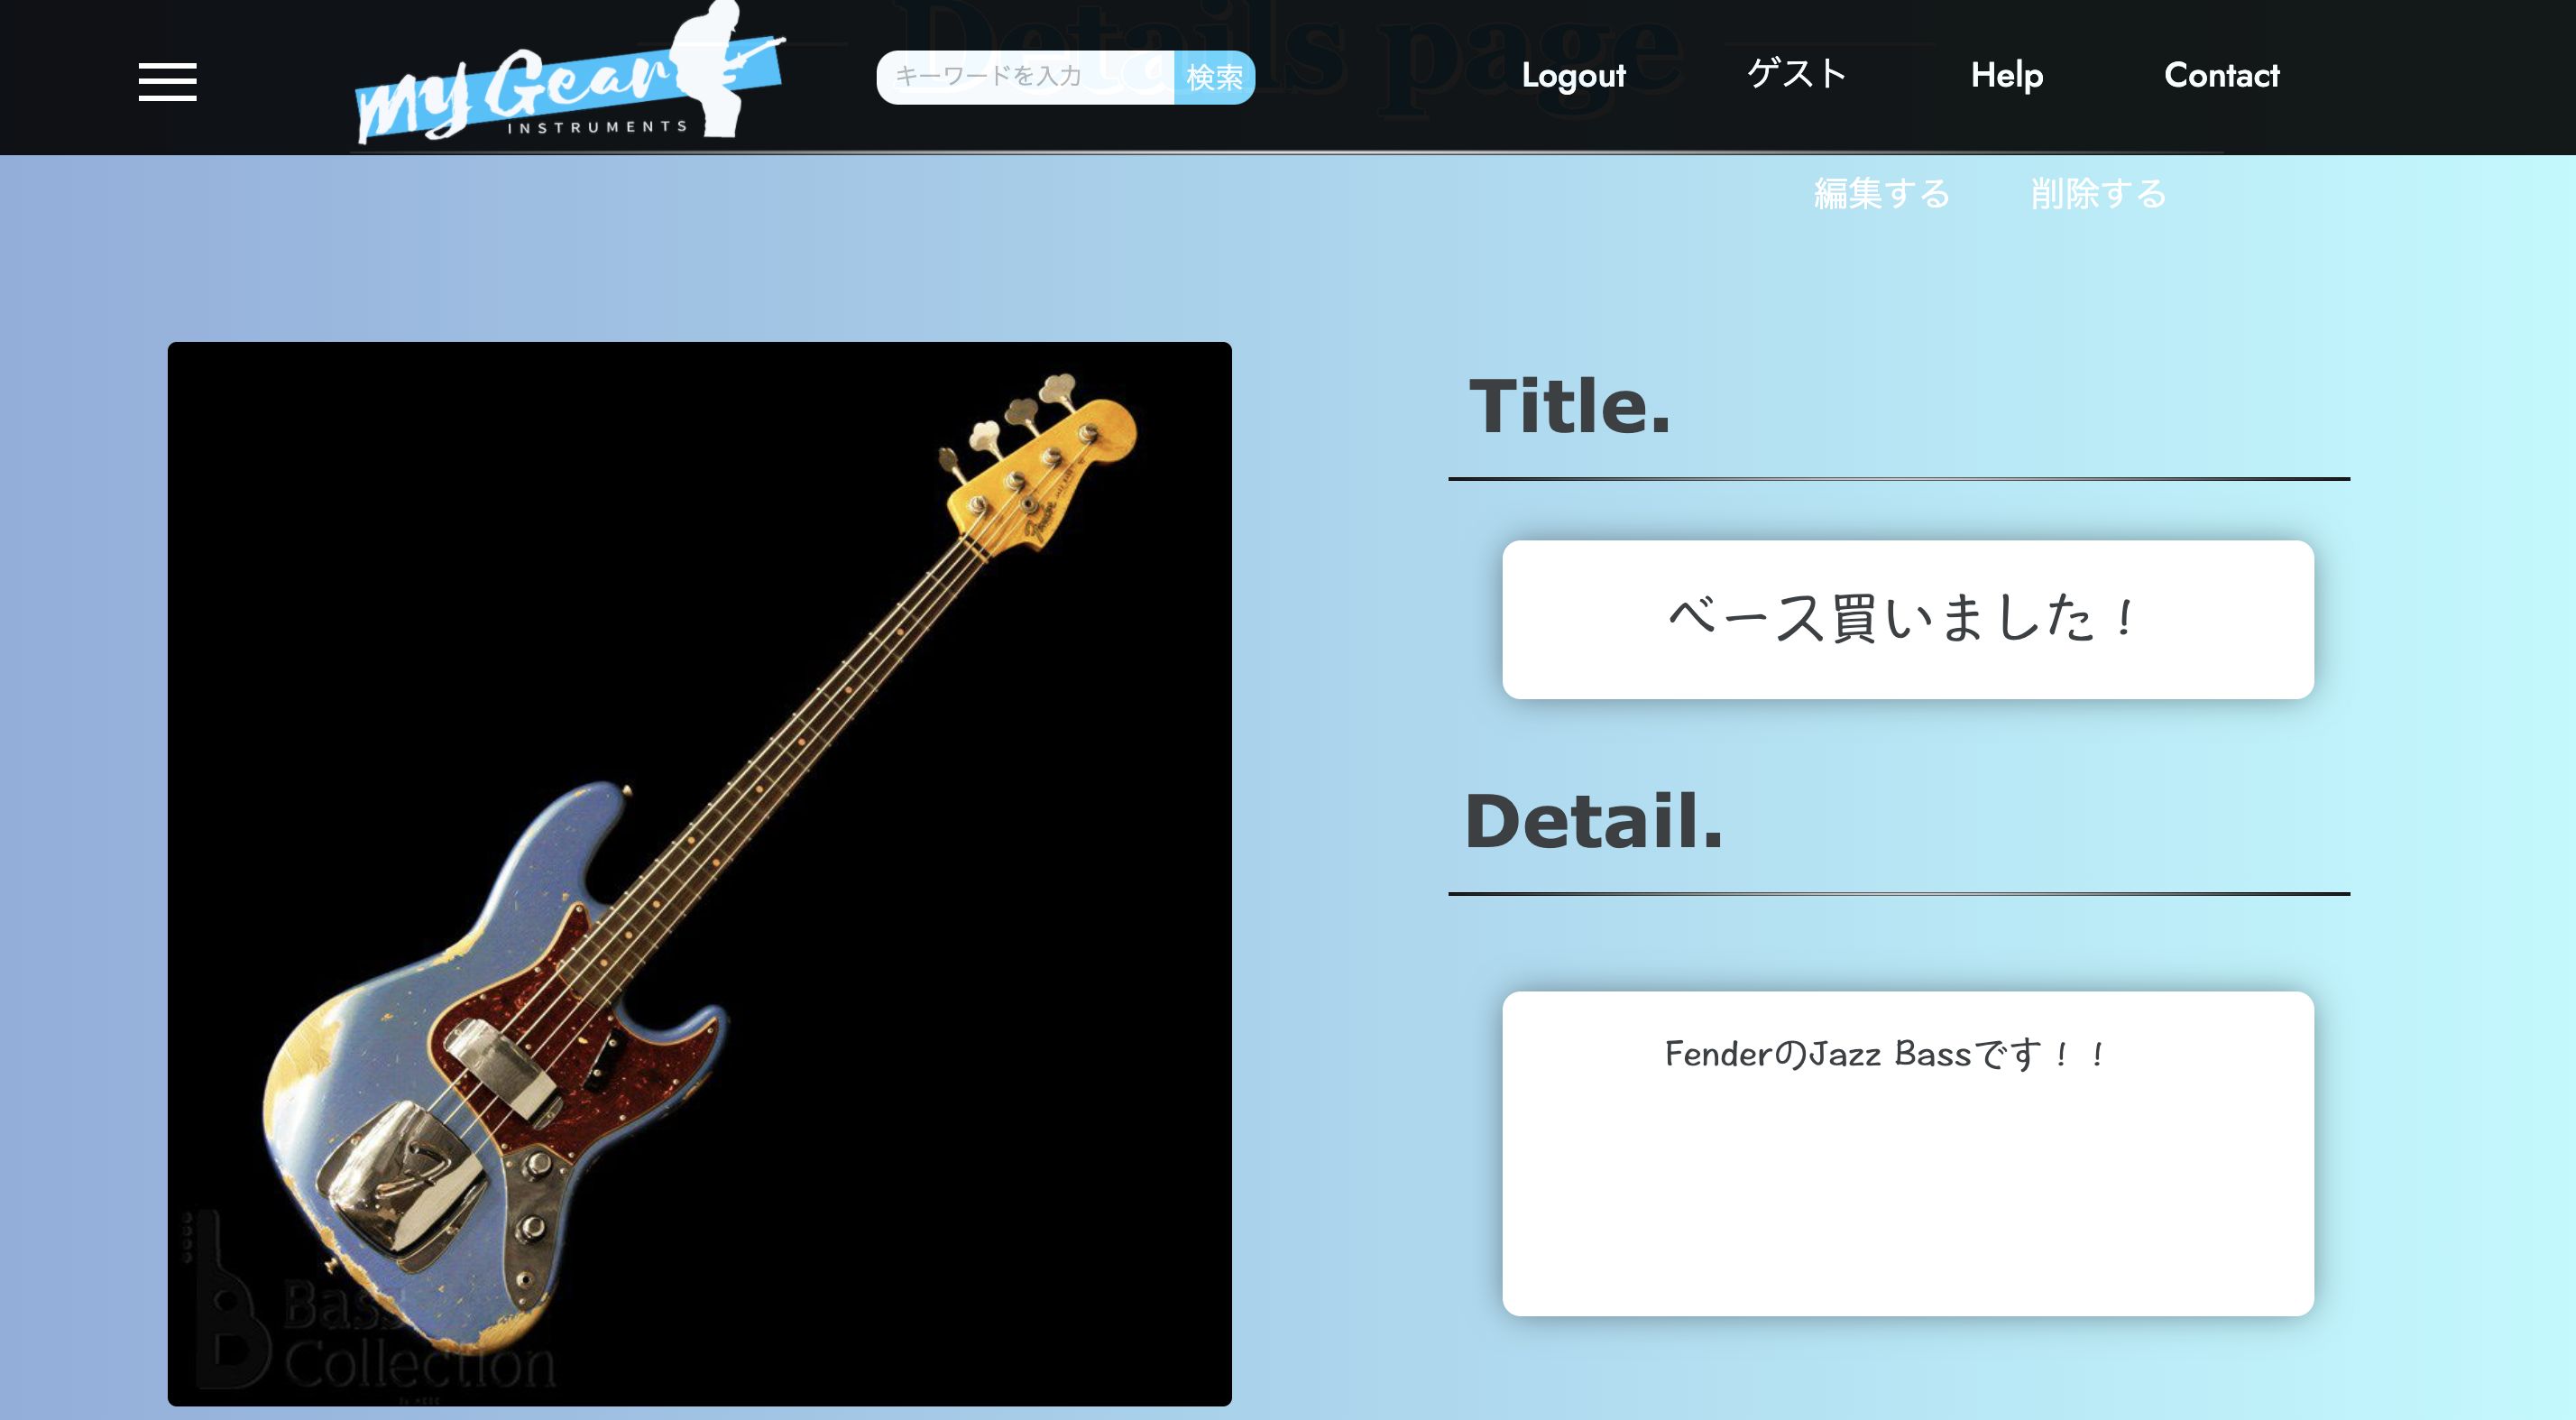 Details page
my Gear
INSTRUMENTS
キーワードを入力
検索
Logout
ゲスト
Help
Contact
編集する
削除する
Title.
ベース買いました！
Detail.
FenderのJazz Bassです！！
Fender
Bass
Collection